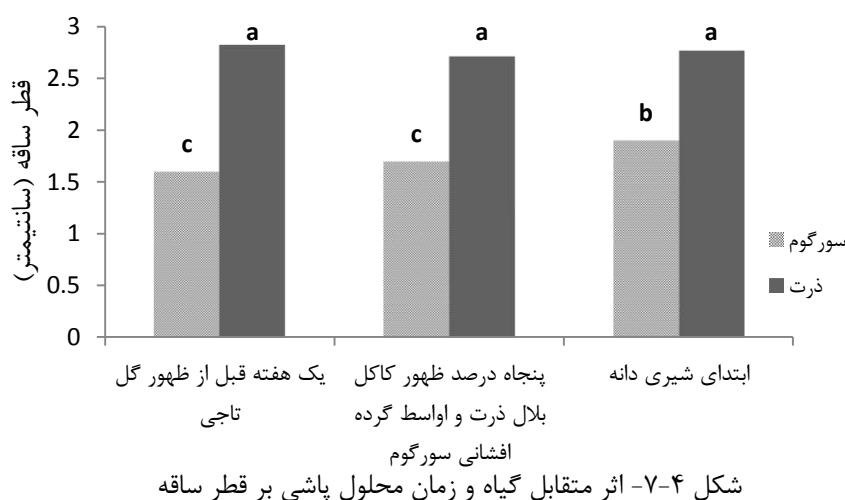 قطر ساقه (سانتیمتر)
3
2.5
2
1.5
1
0.5
0
c
a
c
a
b
a
سورگوم
ذرت
یک هفته قبل از ظهور گل
تاجی
پنجاه درصد ظهور کاکل
بلال ذرت و اواسط گرده
افشانی سورگوم
ابتدای شیری دانه
شکل ۴-۷- اثر متقابل گیاه و زمان محلول پاشی بر قطر ساقه